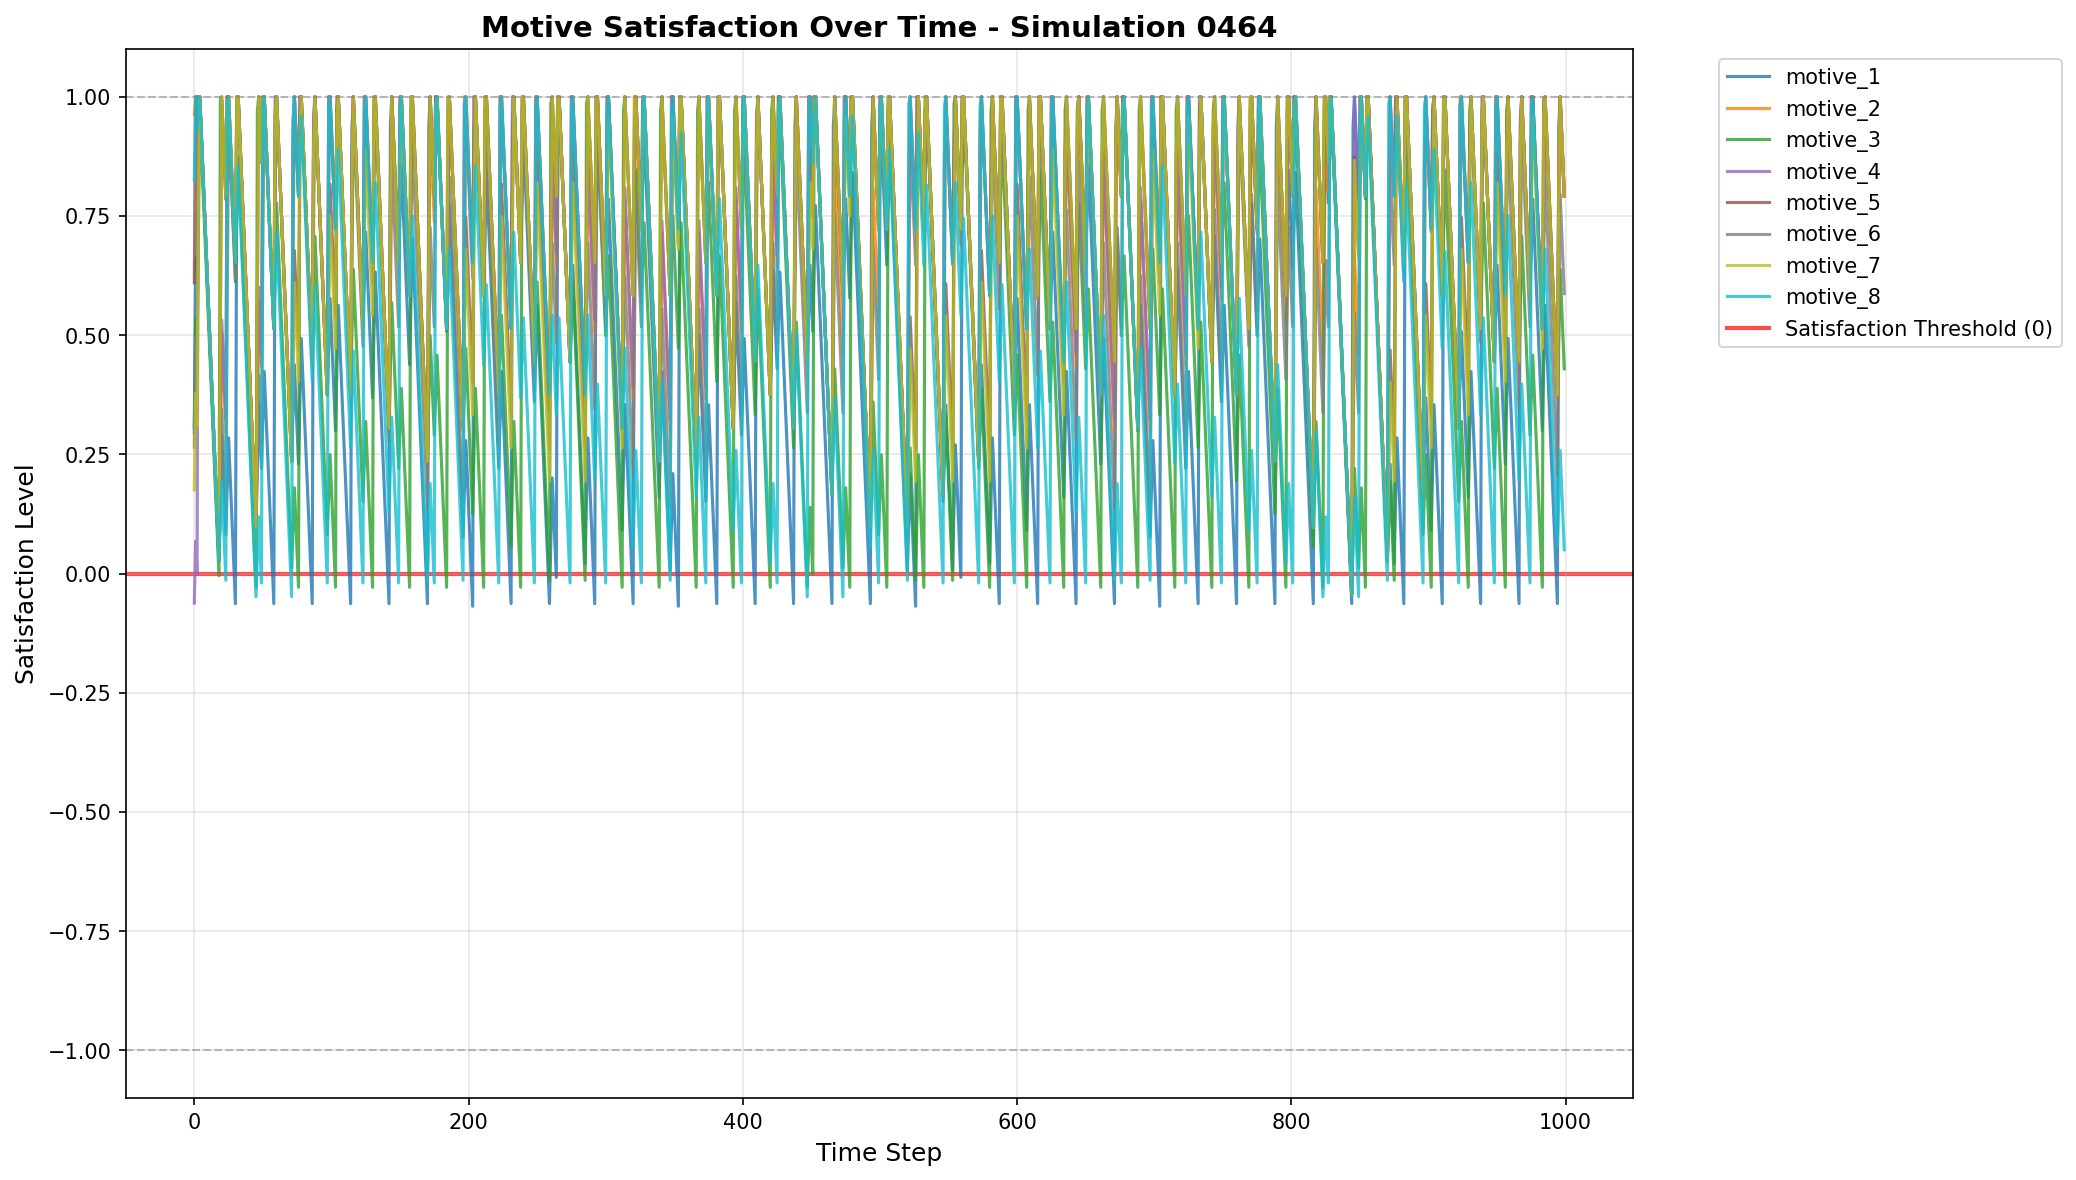 Motive Satisfaction Over Time - Simulation 0464
1.00
0.75
0.50
0.25
0.00
−0.25
−0.50
−0.75
−1.00
Satisfaction Level
0
200
400
600
800
1000
Time Step
motive_1
motive_2
motive_3
motive_4
motive_5
motive_6
motive_7
motive_8
Satisfaction Threshold (0)